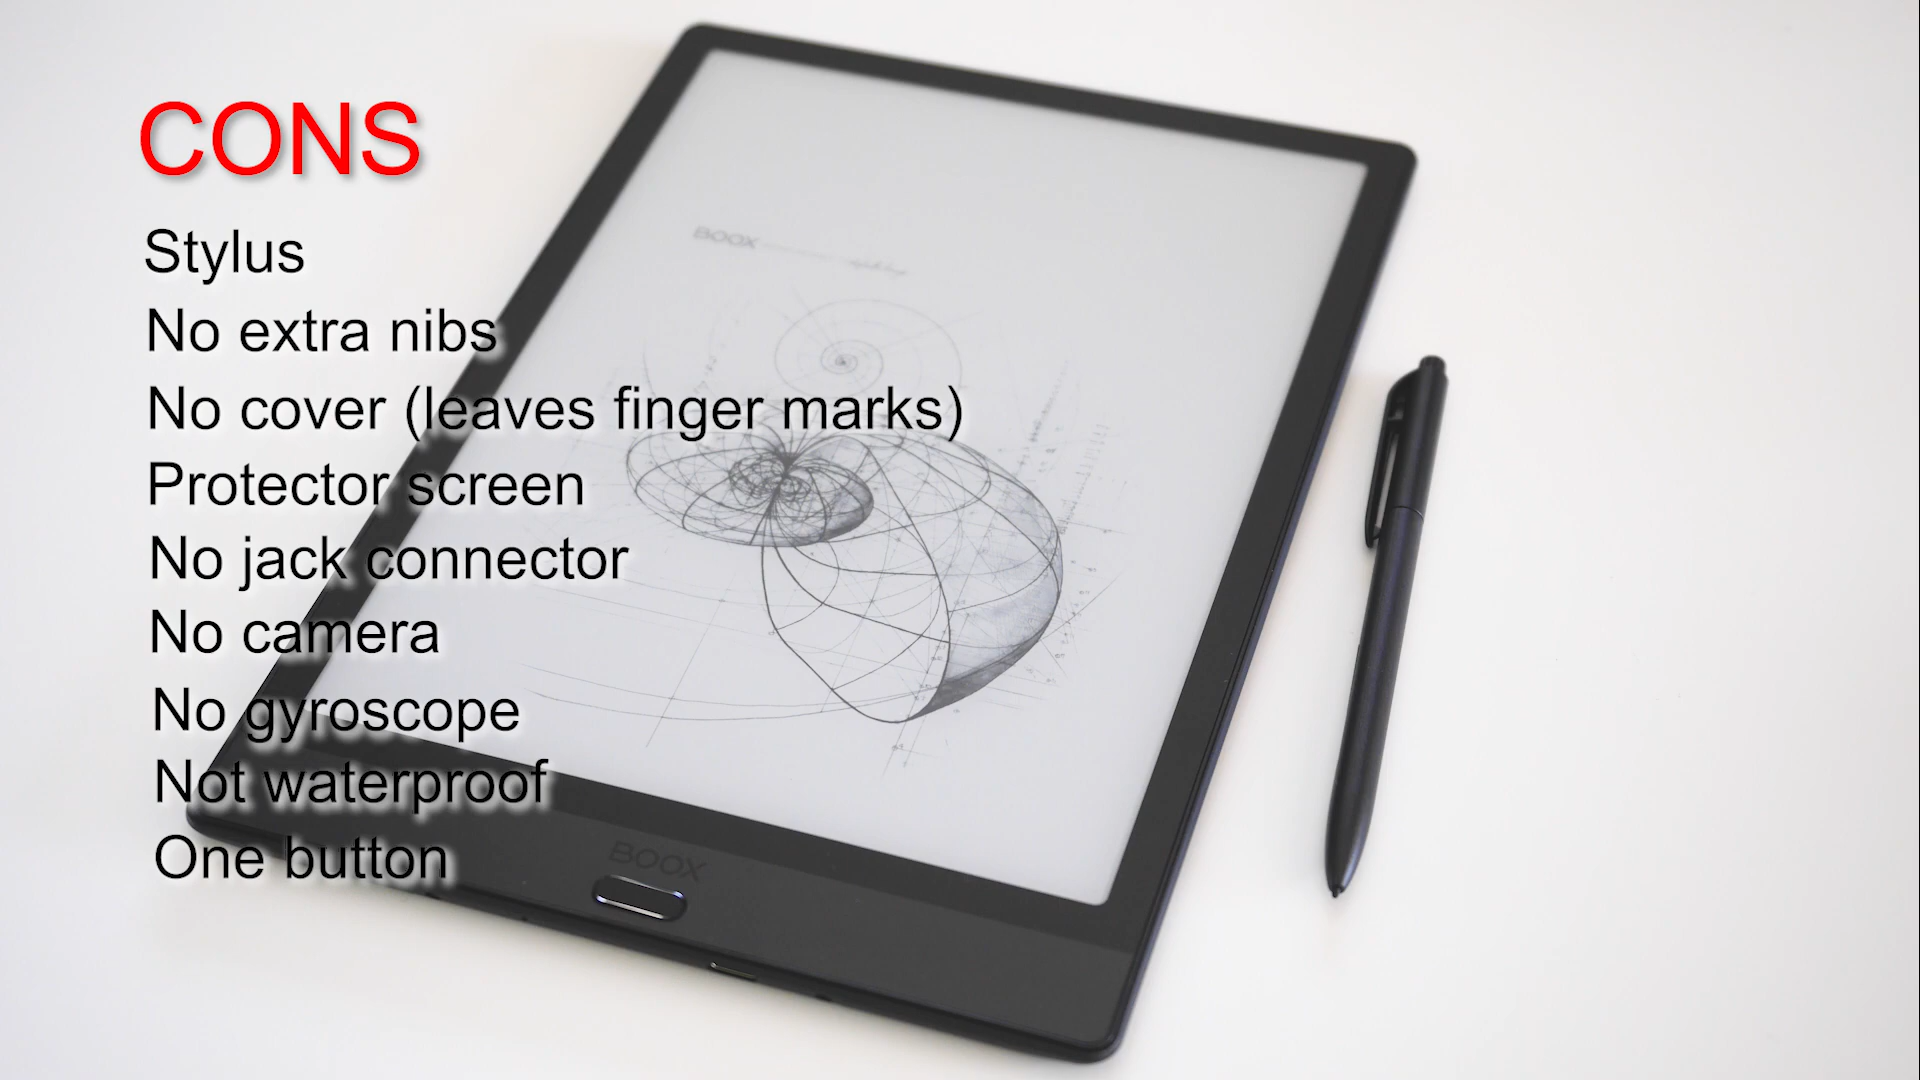 CONS
Stylus
No extra nibs
No cover (leaves finger marks)
Protector screen
No jack connector
No camera
No gyroscope
Not waterproof
One button
BOOX
BOOX